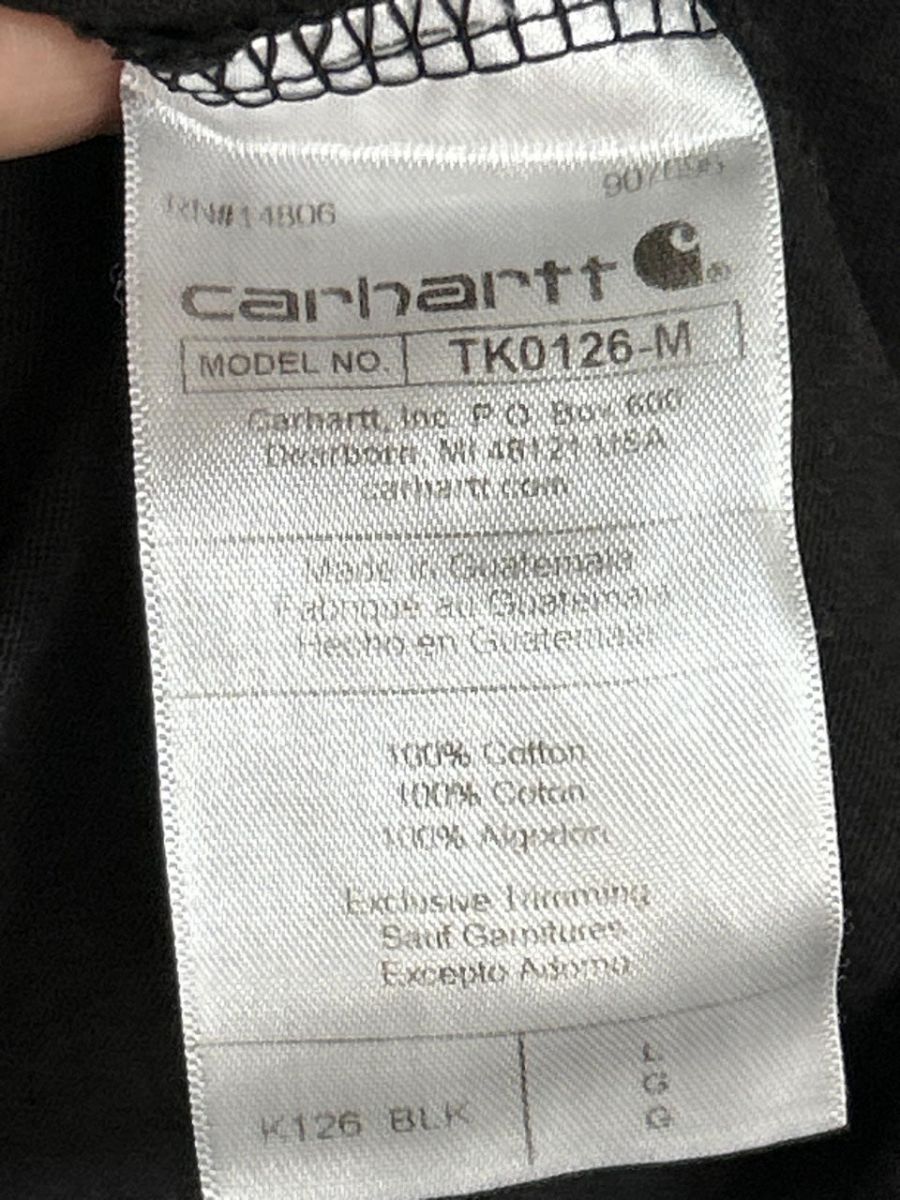 RN#14806
carhartt ®
MODEL NO. TK0126-M
Carhartt, Inc. P.O. Box 600
Dearborn, MI 48121 USA
carhartt.com
Made in Guatemala
Fabriqué au Guatemala
Hecho en Guatemala
100% Cotton
100% Coton
100% Algodon
Exclusive Trimming
Sauf Garnitures
Excepto Adorno
K126 BLK
L
G
G